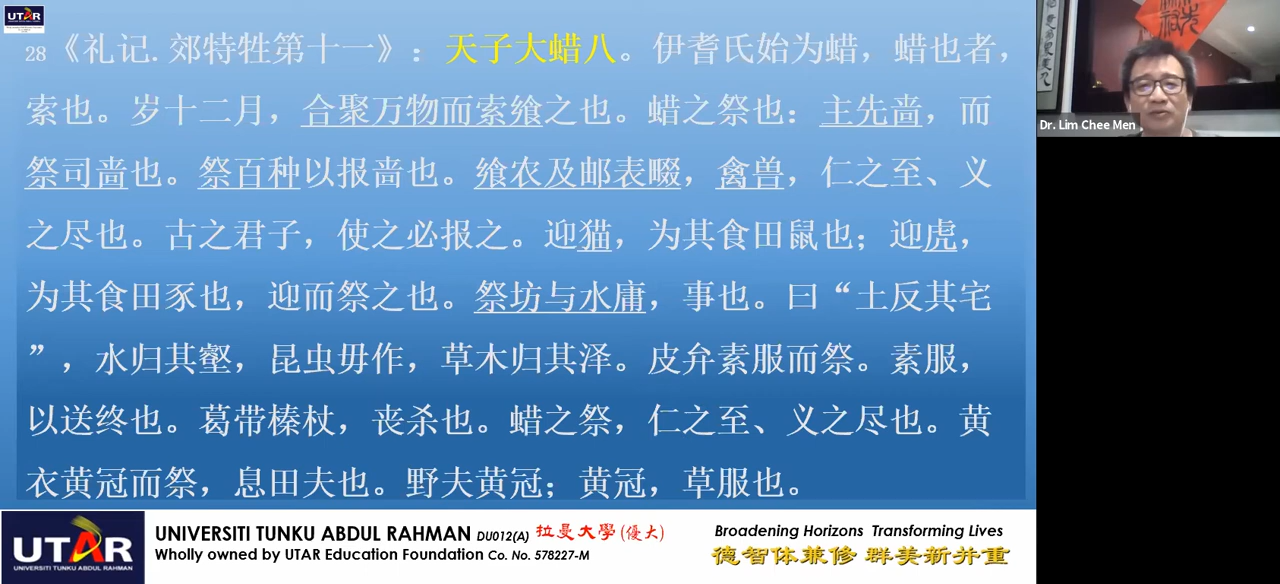 UTAR
28《礼记. 郊特牲第十一》：天子大蜡八。伊耆氏始为蜡，蜡也者，
索也。岁十二月，合聚万物而索飨之也。蜡之祭也：主先啬，而
祭司啬也。祭百种以报啬也。飨农及邮表畷，禽兽，仁之至、义
之尽也。古之君子，使之必报之。迎猫，为其食田鼠也；迎虎，
为其食田豕也，迎而祭之也。祭坊与水庸，事也。曰“土反其宅
”，水归其壑，昆虫毋作，草木归其泽。皮弁素服而祭。素服，
以送终也。葛带榛杖，丧杀也。蜡之祭，仁之至、义之尽也。黄
衣黄冠而祭，息田夫也。野夫黄冠；黄冠，草服也。
Dr. Lim Chee Men
UTAR
UNIVERSITI TUNKU ABDUL RAHMAN
UNIVERSITI TUNKU ABDUL RAHMAN DU012(A) 拉曼大學(優大)
Wholly owned by UTAR Education Foundation Co. No. 578227-M
Broadening Horizons Transforming Lives
德智体兼修 群美新并重